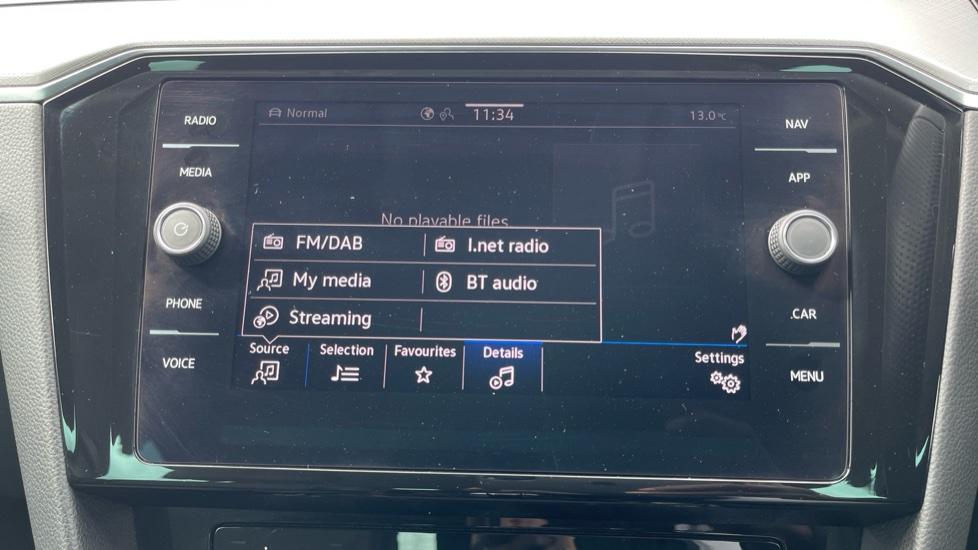 RADIO
MEDIA
PHONE
VOICE
Normal
11:34
13.0°C
No playable files
FM/DAB
I.net radio
My media
BT audio
Streaming
Source
Selection
Favourites
Details
Settings
NAV
APP
CAR
MENU